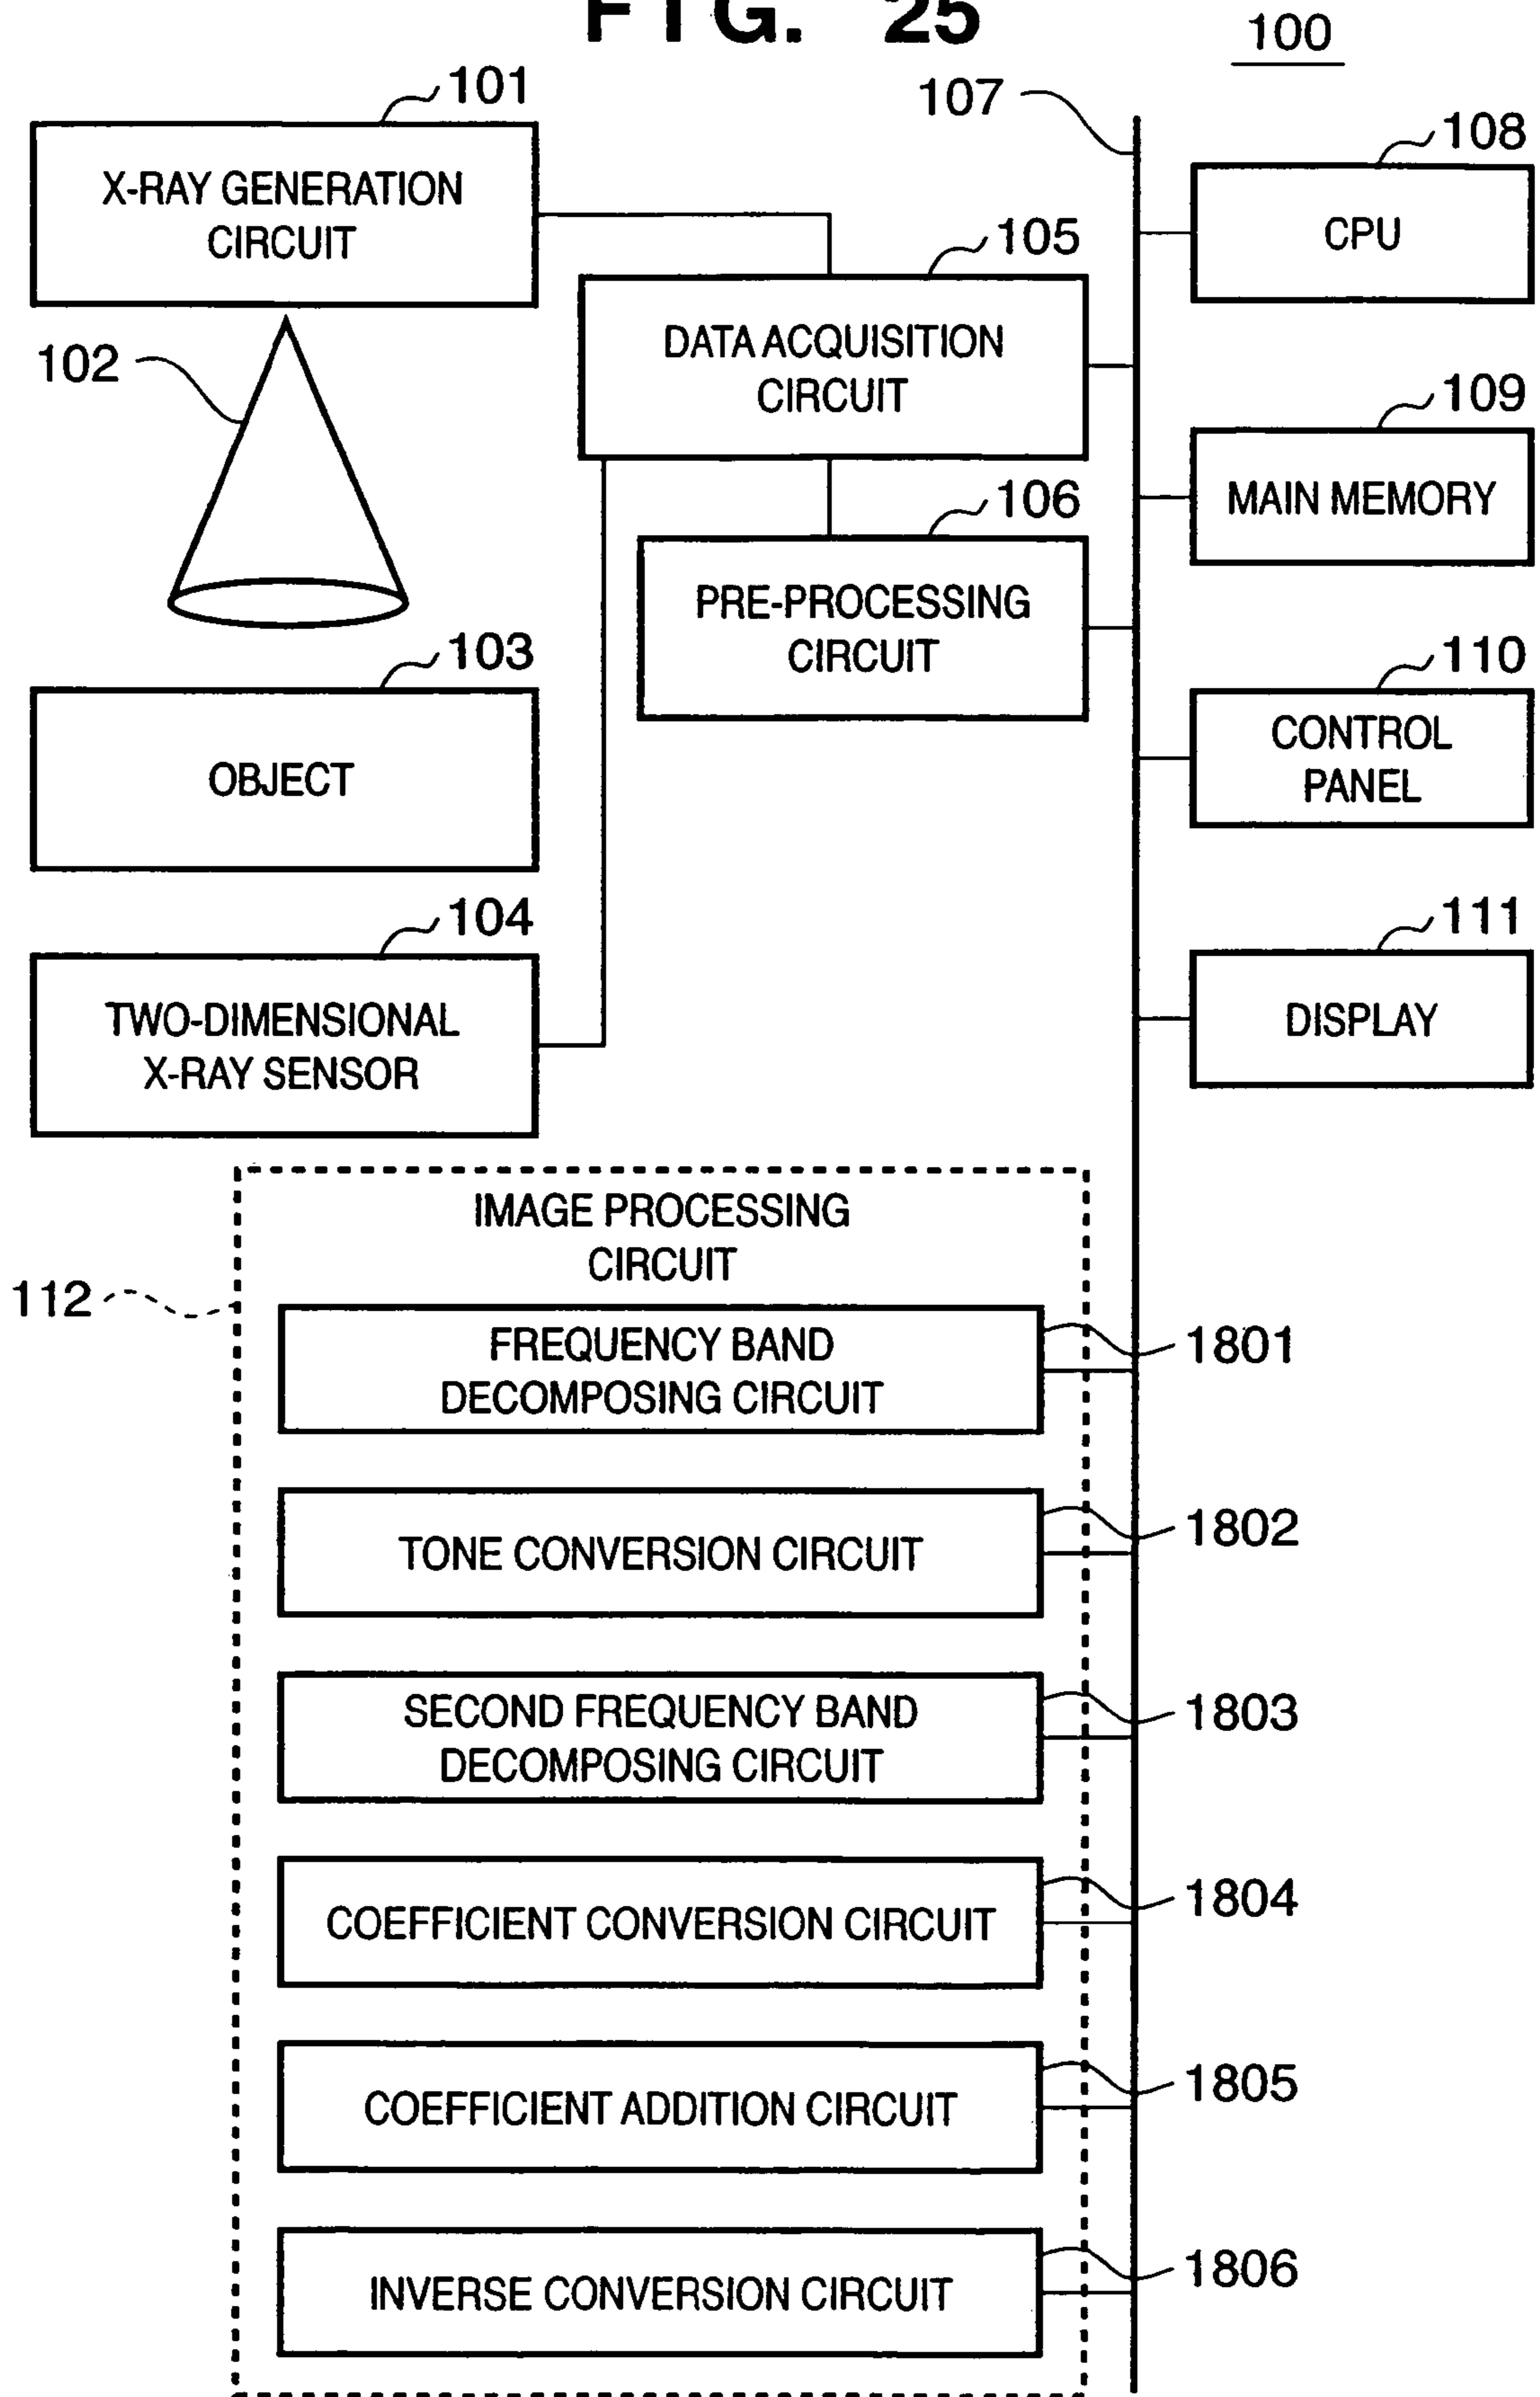 FIG. 25
100
101
X-RAY GENERATION
CIRCUIT
102
103
OBJECT
104
TWO-DIMENSIONAL
X-RAY SENSOR
105
DATA ACQUISITION
CIRCUIT
106
PRE-PROCESSING
CIRCUIT
107
108
CPU
109
MAIN MEMORY
110
CONTROL
PANEL
111
DISPLAY
112
IMAGE PROCESSING
CIRCUIT
FREQUENCY BAND
DECOMPOSING CIRCUIT
1801
TONE CONVERSION CIRCUIT
1802
SECOND FREQUENCY BAND
DECOMPOSING CIRCUIT
1803
COEFFICIENT CONVERSION CIRCUIT
1804
COEFFICIENT ADDITION CIRCUIT
1805
INVERSE CONVERSION CIRCUIT
1806